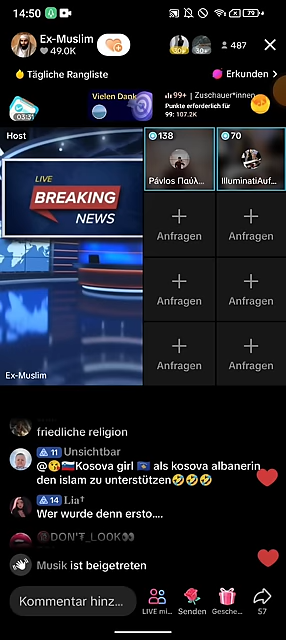 14:50
79
Ex-Muslim
49.0K
487
Tägliche Rangliste
Erkunden >
03:31
Vielen Dank
99+ | Zuschauer*innen
Punkte erforderlich für
99: 107.2K
Host
LIVE
BREAKING
NEWS
Ex-Muslim
138
Pávlos Παύλ...
70
IlluminatiAuf...
Anfragen
Anfragen
Anfragen
Anfragen
Anfragen
Anfragen
friedliche religion
11 Unsichtbar
@😘🇸🇮Kosova girl 🇽🇰 als kosova albanerin
den islam zu unterstützen🤣🤣🤣
14 Lia†
Wer wurde denn ersto....
🚫DON'T_LOOK👀
Musik ist beigetreten
Kommentar hinz...
LIVE mi...
Senden
Gesche...
57